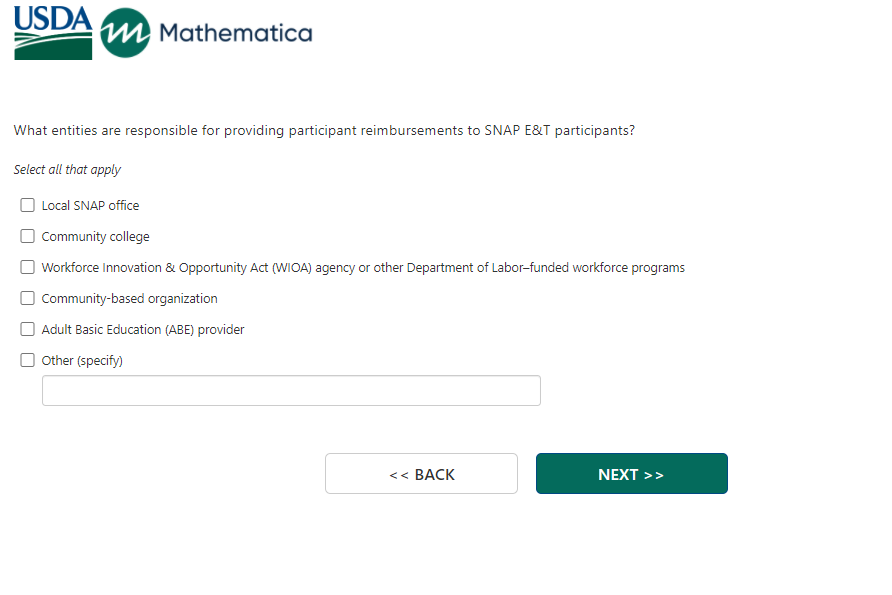 USDA
m Mathematica
What entities are responsible for providing participant reimbursements to SNAP E&T participants?
Select all that apply
Local SNAP office
Community college
Workforce Innovation & Opportunity Act (WIOA) agency or other Department of Labor–funded workforce programs
Community-based organization
Adult Basic Education (ABE) provider
Other (specify)
<< BACK
NEXT >>